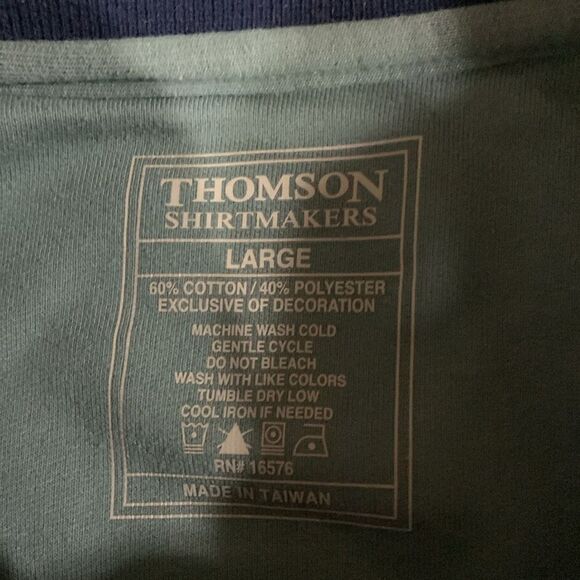 THOMSON
SHIRTMAKERS
LARGE
60% COTTON / 40% POLYESTER
EXCLUSIVE OF DECORATION
MACHINE WASH COLD
GENTLE CYCLE
DO NOT BLEACH
WASH WITH LIKE COLORS
TUMBLE DRY LOW
COOL IRON IF NEEDED
RN# 16576
MADE IN TAIWAN